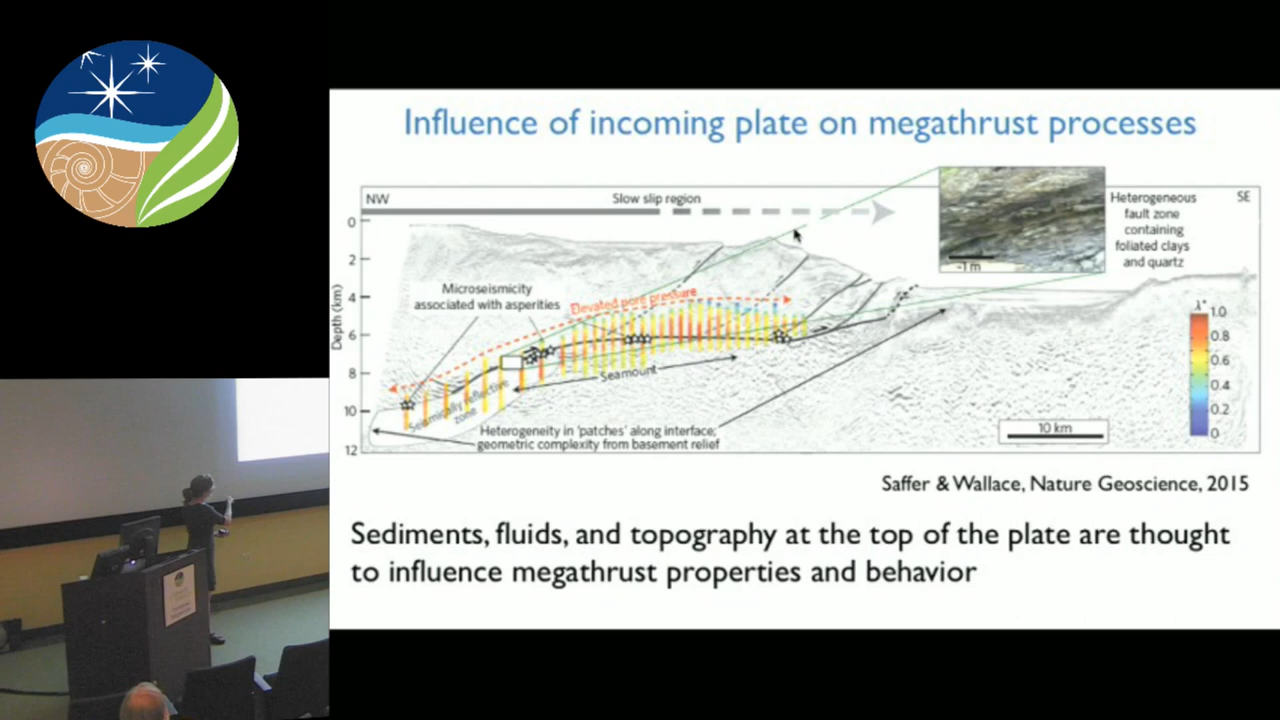 Influence of incoming plate on megathrust processes
NW
Slow slip region
SE
Heterogeneous
fault zone
containing
foliated clays
and quartz
~1 m
0
2
4
6
8
10
12
Depth (km)
Microseismicity
associated with asperities
Elevated pore pressure
Seamount
Seismically reflective
zone
Heterogeneity in 'patches' along interface;
geometric complexity from basement relief
10 km
λ*
1.0
0.8
0.6
0.4
0.2
0
Saffer & Wallace, Nature Geoscience, 2015
Sediments, fluids, and topography at the top of the plate are thought
to influence megathrust properties and behavior